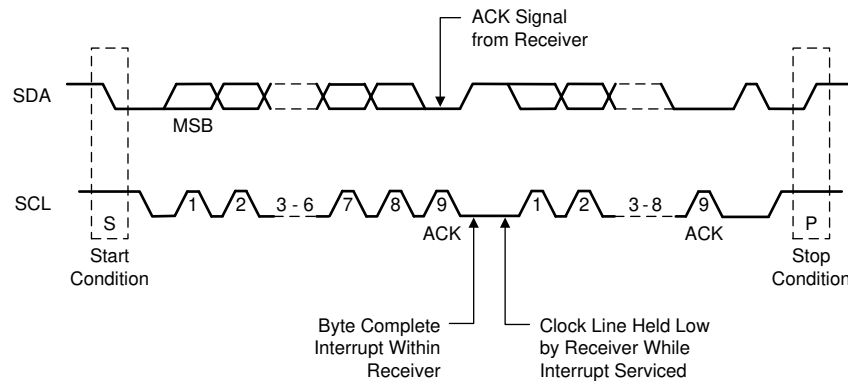 ACK Signal
from Receiver
SDA
MSB
SCL
S
1
2
3 - 6
7
8
9
ACK
1
2
3 - 8
9
ACK
P
Start
Condition
Stop
Condition
Byte Complete
Interrupt Within
Receiver
Clock Line Held Low
by Receiver While
Interrupt Serviced